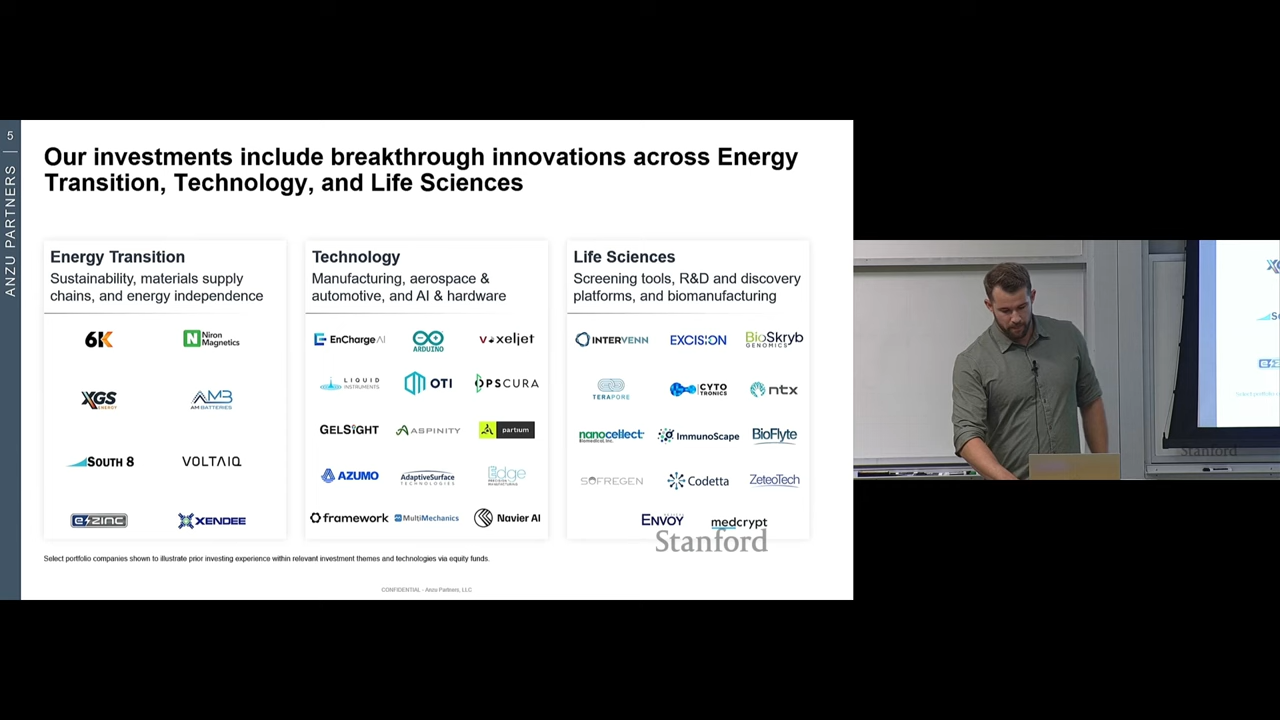 5
ANZU PARTNERS
Our investments include breakthrough innovations across Energy
Transition, Technology, and Life Sciences
Energy Transition
Sustainability, materials supply
chains, and energy independence
6K
N Niron
Magnetics
XGS
ENERGY
AMB
AM BATTERIES
SOUTH 8
VOLTAIQ
e-ZINC
XENDEE
Technology
Manufacturing, aerospace &
automotive, and AI & hardware
EnCharge AI
ARDUINO
voxeljet
LIQUID
INSTRUMENTS
OTI
OPSCURA
GELSIGHT
ASPINITY
partium
AZUMO
AdaptiveSurface
TECHNOLOGIES
Edge
PRECISION
MANUFACTURING
framework
MultiMechanics
Navier AI
Life Sciences
Screening tools, R&D and discovery
platforms, and biomanufacturing
INTERVENN
EXCISION
BioSkryb
GENOMICS
TERAPORE
CYTO
TRONICS
ntx
nanocellect
Biomedical, Inc.
IMMUNOSCAPE
BioFlyte
SOFREGEN
Codetta
ZeteoTech
ENVOY
medcrypt
Stanford
Select portfolio companies shown to illustrate prior investing experience within relevant investment themes and technologies via equity funds.
CONFIDENTIAL - Anzu Partners, LLC
Stanford